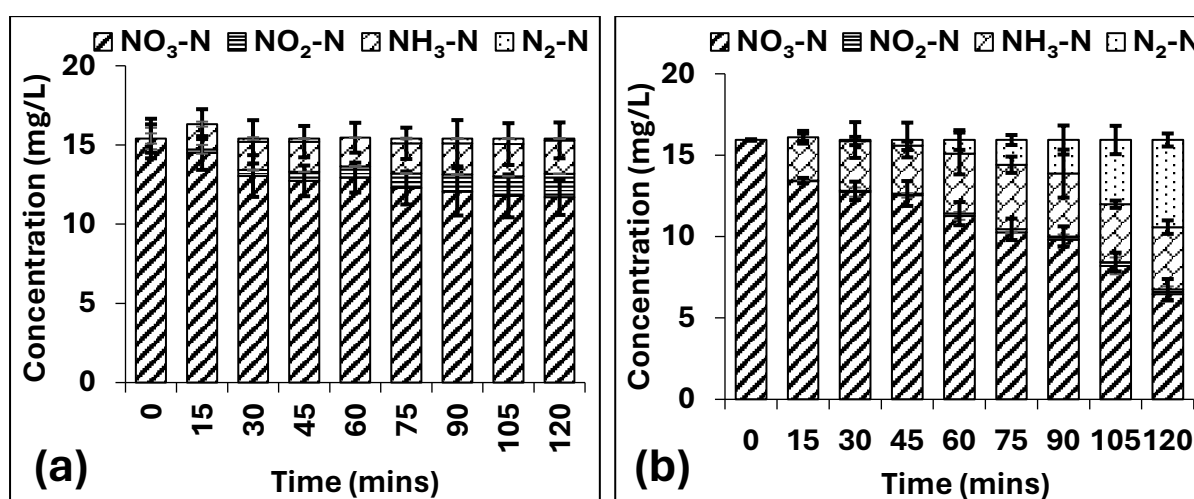 NO3-N NO2-N NH3-N N2-N
20
15
10
5
0
Concentration (mg/L)
0 15 30 45 60 75 90 105 120
Time (mins)
(a)
NO3-N NO2-N NH3-N N2-N
20
15
10
5
0
Concentration (mg/L)
0 15 30 45 60 75 90 105 120
Time (mins)
(b)